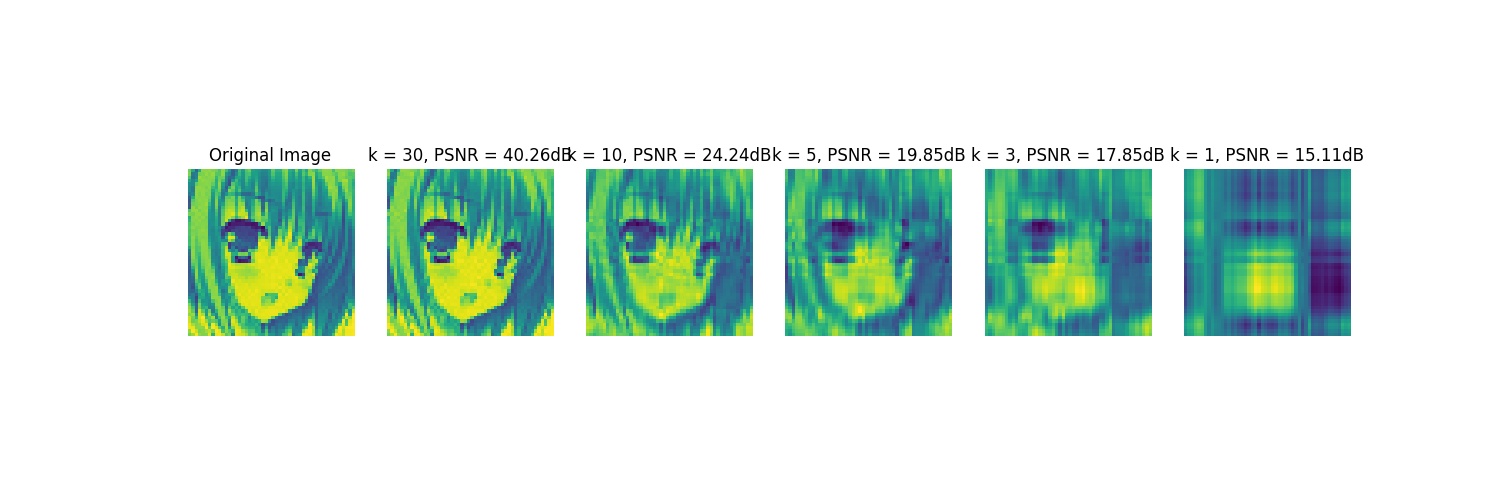 Original Image
k = 30, PSNR = 40.26dB
k = 10, PSNR = 24.24dB
k = 5, PSNR = 19.85dB
k = 3, PSNR = 17.85dB
k = 1, PSNR = 15.11dB